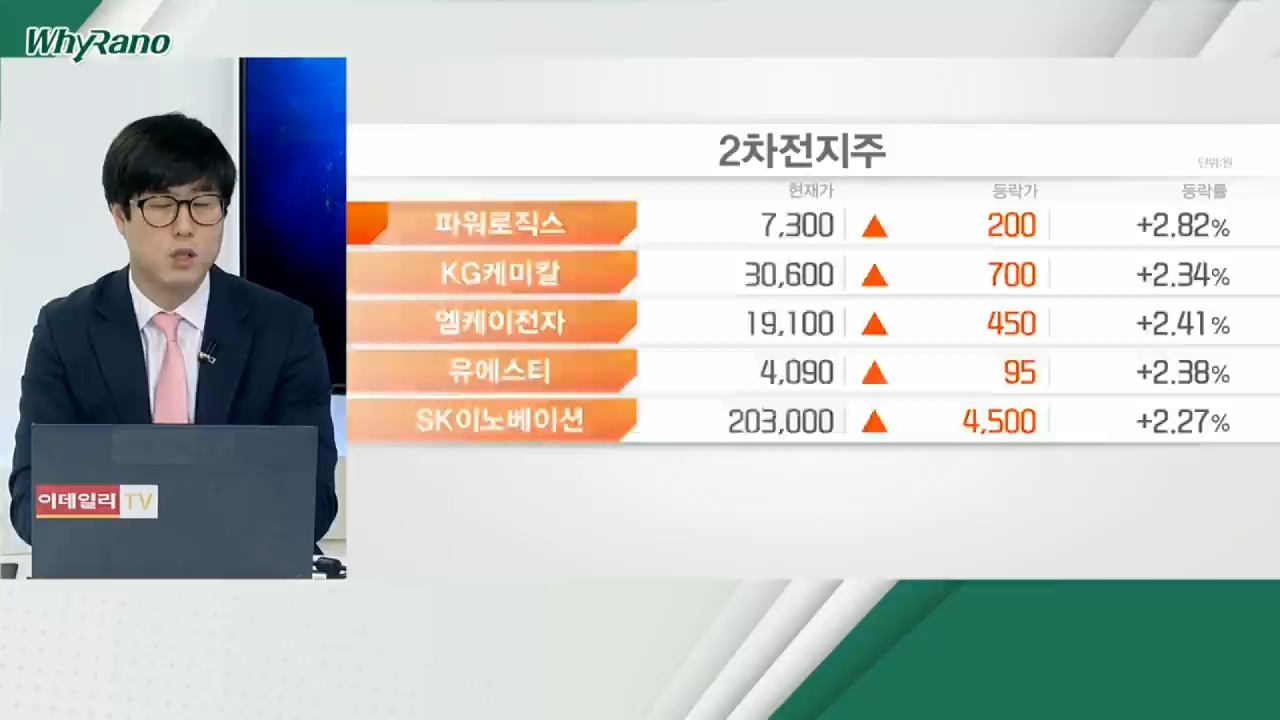 WhyRano
2차전지주
단위:원
현재가 등락가 등락률
파워로직스 7,300 ▲ 200 +2.82%
KG케미칼 30,600 ▲ 700 +2.34%
엠케이전자 19,100 ▲ 450 +2.41%
유에스티 4,090 ▲ 95 +2.38%
SK이노베이션 203,000 ▲ 4,500 +2.27%
이데일리 TV